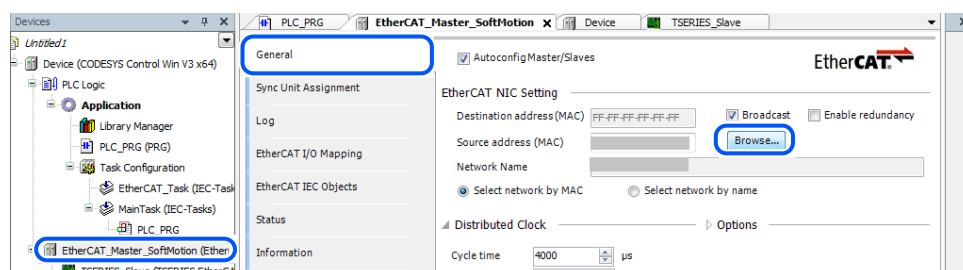 Devices
PLC_PRG
EtherCAT_Master_SoftMotion
Device
TSERIES_Slave
Devices
Untitled1
Device (CODESYS Control Win V3 x64)
PLC Logic
Application
Library Manager
PLC_PRG (PRG)
Task Configuration
EtherCAT_Task (IEC-Task
MainTask (IEC-Tasks)
PLC_PRG
EtherCAT_Master_SoftMotion (Ether
TSERIES_Slave (TSERIES EtherCA
General
Sync Unit Assignment
Log
EtherCAT I/O Mapping
EtherCAT IEC Objects
Status
Information
Autoconfig Master/Slaves
EtherCAT
EtherCAT NIC Setting
Destination address (MAC) FF-FF-FF-FF-FF-FF Broadcast Enable redundancy
Source address (MAC) Browse...
Network Name
Select network by MAC Select network by name
Distributed Clock Options
Cycle time 4000 µs